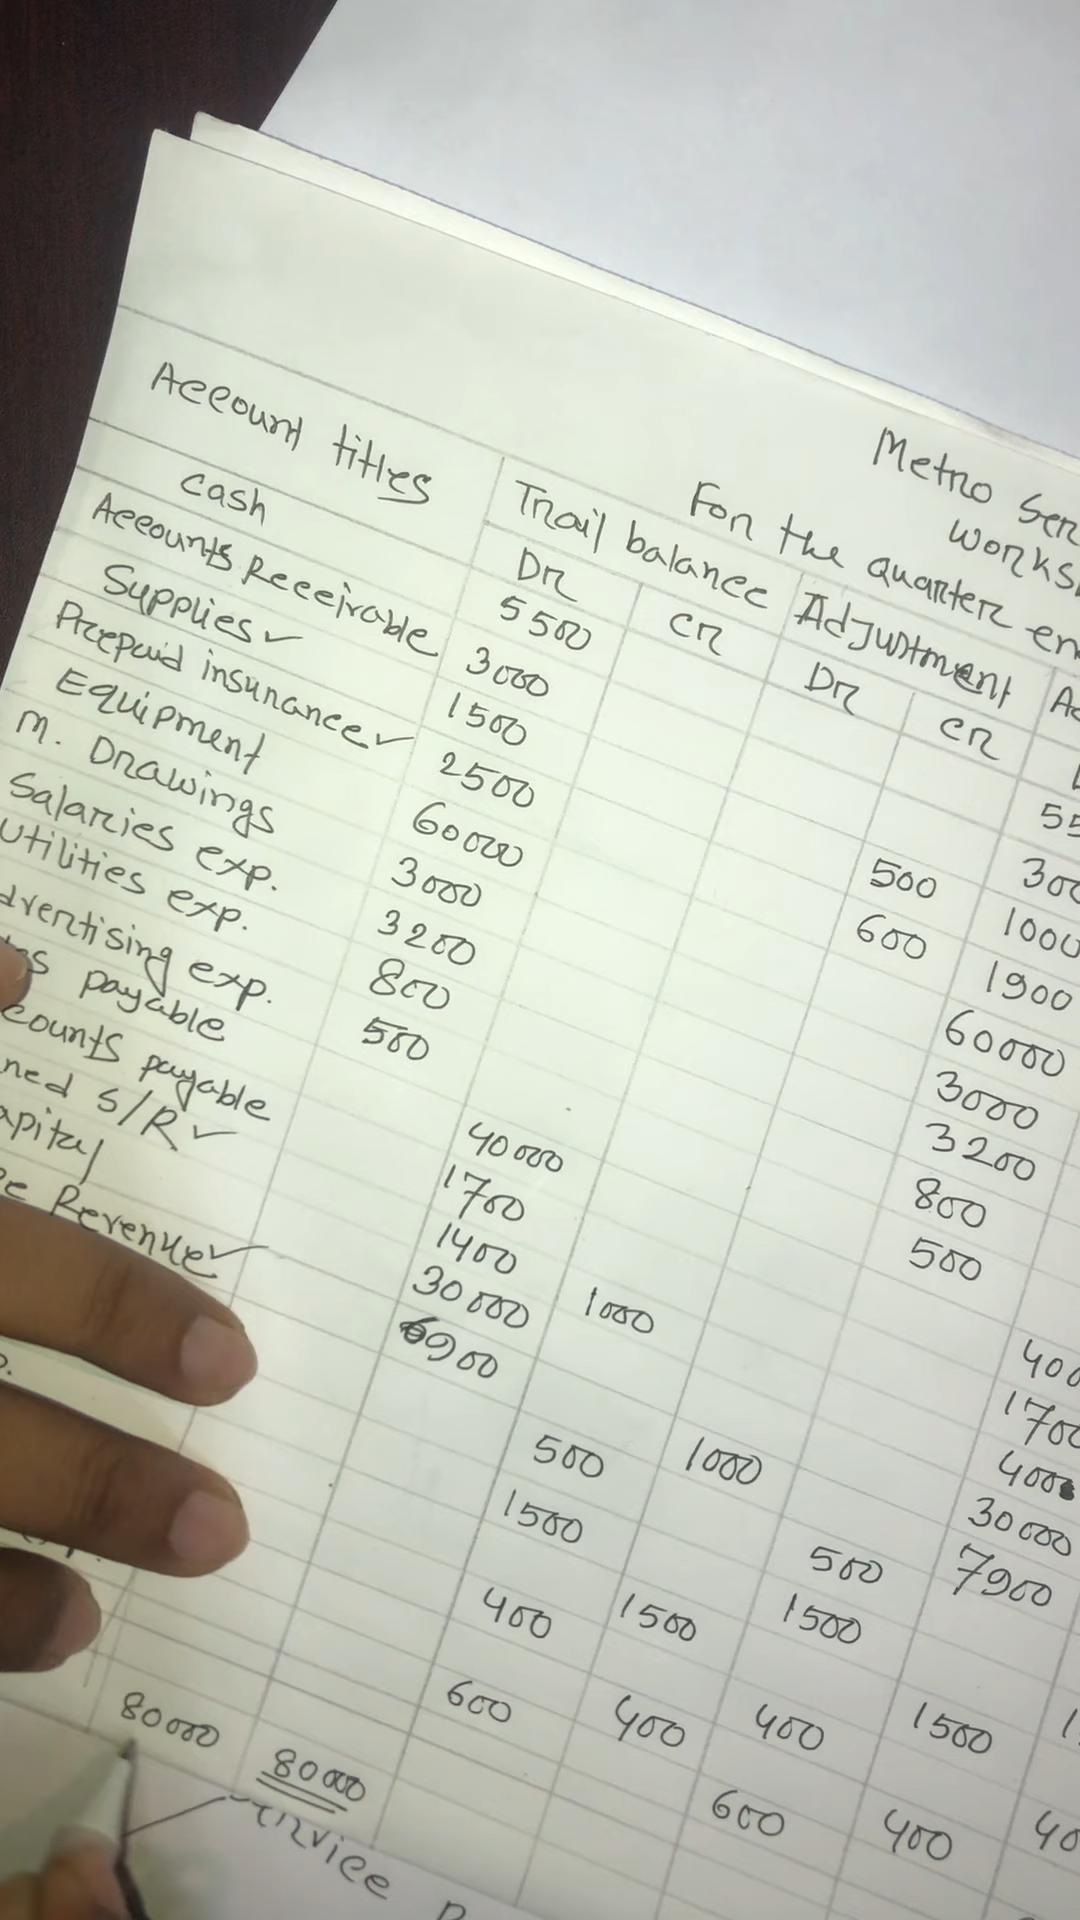 Metro Ser
works
For the quarter en
Account titles
Trail balance
Adjustment
Dr
Cr
Dr
Cr
Cash 5500 55
Accounts Receivable 3000 300
Supplies ✓ 1500 500 1000
Prepaid insurance ✓ 2500 600 1900
Equipment 60000 60000
M. Drawings 3000 3000
Salaries exp. 3200 3200
Utilities exp. 800 800
dvertising exp. 500 500
payable 40000 400
counts payable 1700 1700
ned S/R ✓ 1400 1000 400
apital 30000 30000
Revenue ✓ 6900 1000 7900
500 500
1500 1500 1500 1500
400 400 400 400 40
600 600
80000 80000
ervice